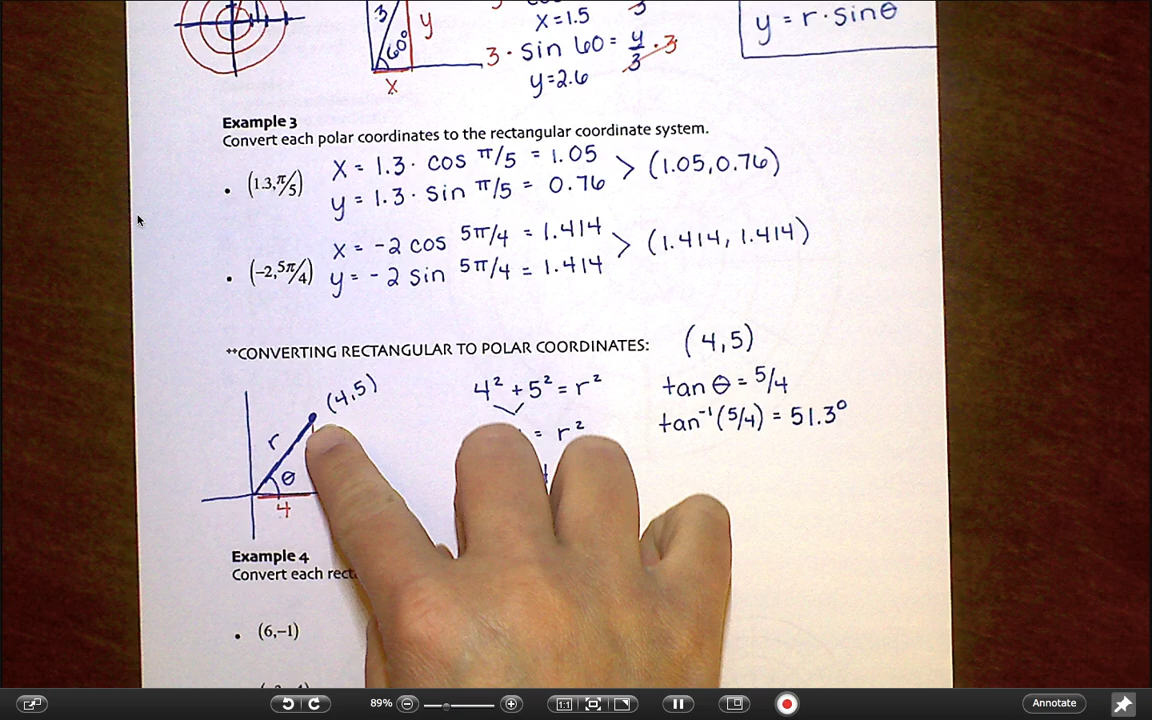 3
60°
y
x
x=1.5
3
3· sin 60 = y/3 ·3
y=2.6
y = r·sinθ
Example 3
Convert each polar coordinates to the rectangular coordinate system.
• (1.3,π/5)
x = 1.3· cos π/5 = 1.05
y = 1.3· sin π/5 = 0.76
> (1.05,0.76)
• (−2,5π/4)
x = -2 cos 5π/4 = 1.414
y = -2 sin 5π/4 = 1.414
> (1.414, 1.414)
**CONVERTING RECTANGULAR TO POLAR COORDINATES:
(4,5)
(4,5)
r
θ
4
4² + 5² = r²
= r²
tan θ = 5/4
tan⁻¹(5/4) = 51.3°
Example 4
Convert each rect
• (6,−1)
89%
1:1
Annotate